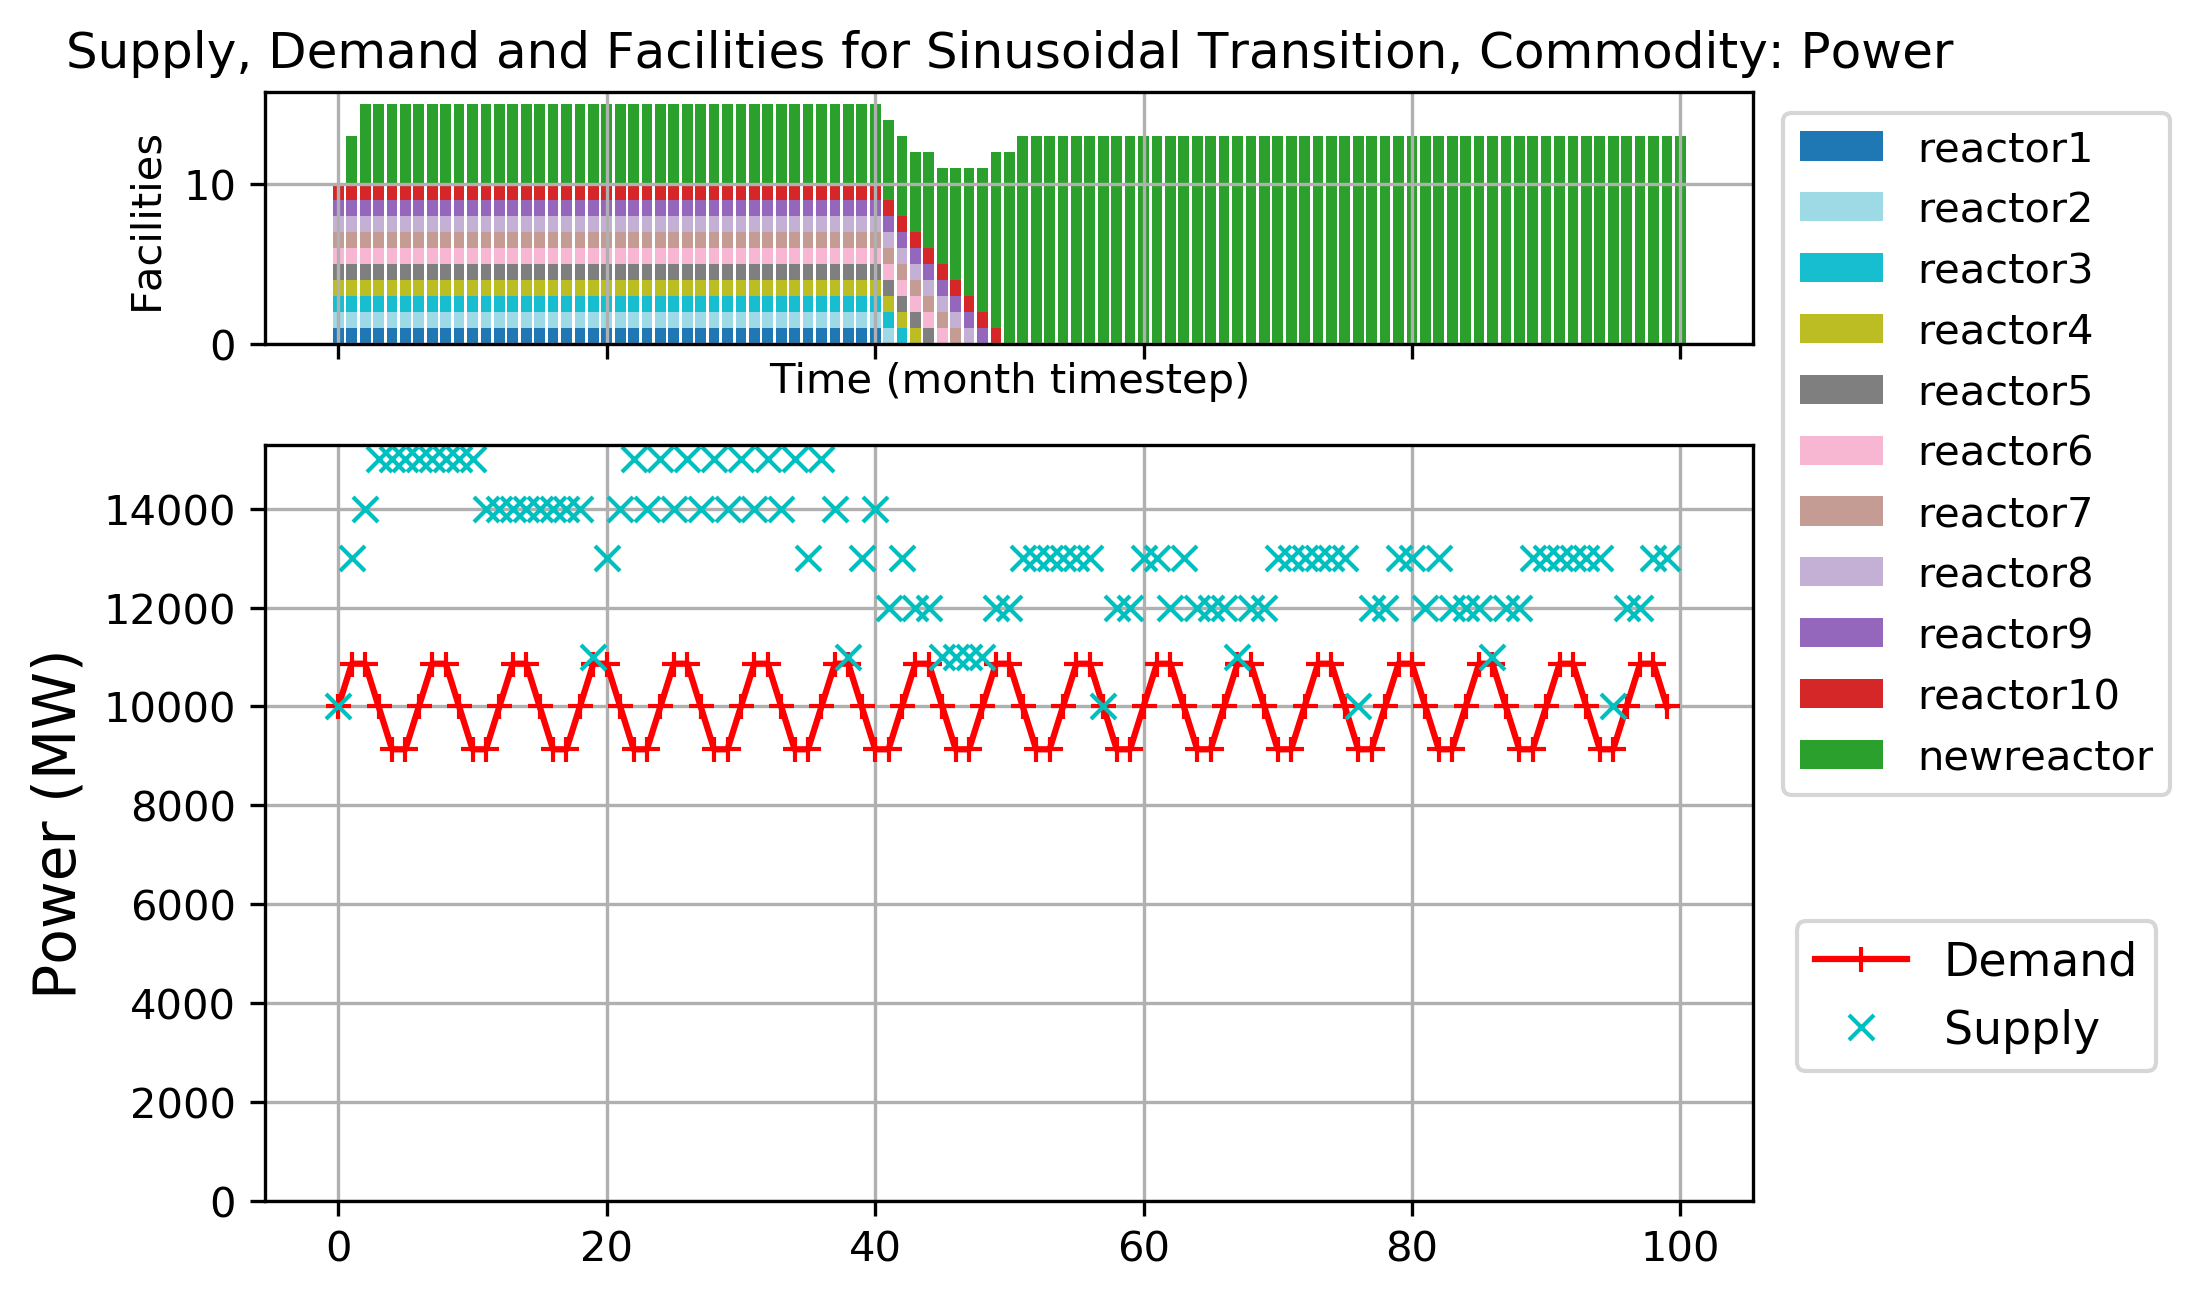 Supply, Demand and Facilities for Sinusoidal Transition, Commodity: Power
Facilities
10
0
Time (month timestep)
reactor1
reactor2
reactor3
reactor4
reactor5
reactor6
reactor7
reactor8
reactor9
reactor10
newreactor
Power (MW)
14000
12000
10000
8000
6000
4000
2000
0
0 20 40 60 80 100
Demand
Supply